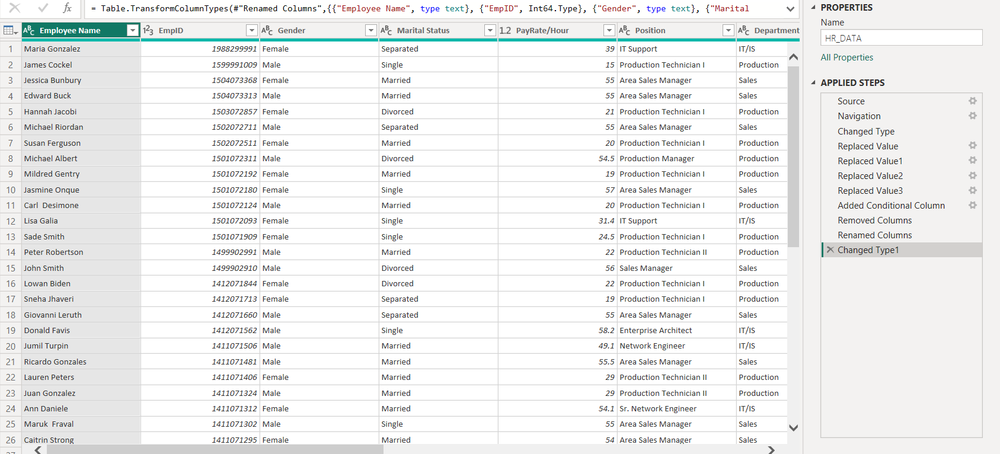 fx = Table.TransformColumnTypes(#"Renamed Columns",{{"Employee Name", type text}, {"EmpID", Int64.Type}, {"Gender", type text}, {"Marital
ABC Employee Name 123 EmpID ABC Gender ABC Marital Status 1.2 PayRate/Hour ABC Position ABC Department
1 Maria Gonzalez 1988299991 Female Separated 39 IT Support IT/IS
2 James Cockel 1599991009 Male Single 15 Production Technician I Production
3 Jessica Bunbury 1504073368 Female Married 55 Area Sales Manager Sales
4 Edward Buck 1504073313 Male Married 55 Area Sales Manager Sales
5 Hannah Jacobi 1503072857 Female Divorced 21 Production Technician I Production
6 Michael Riordan 1502072711 Male Separated 55 Area Sales Manager Sales
7 Susan Ferguson 1502072511 Female Married 20 Production Technician I Production
8 Michael Albert 1501072311 Male Divorced 54.5 Production Manager Production
9 Mildred Gentry 1501072192 Female Married 19 Production Technician I Production
10 Jasmine Onque 1501072180 Female Single 57 Area Sales Manager Sales
11 Carl  Desimone 1501072124 Male Married 20 Production Technician I Production
12 Lisa Galia 1501072093 Female Single 31.4 IT Support IT/IS
13 Sade Smith 1501071909 Female Single 24.5 Production Technician I Production
14 Peter Robertson 1499902991 Male Married 22 Production Technician II Production
15 John Smith 1499902910 Male Divorced 56 Sales Manager Sales
16 Lowan Biden 1412071844 Female Divorced 22 Production Technician I Production
17 Sneha Jhaveri 1412071713 Female Separated 19 Production Technician I Production
18 Giovanni Leruth 1412071660 Male Separated 55 Area Sales Manager Sales
19 Donald Favis 1412071562 Male Single 58.2 Enterprise Architect IT/IS
20 Jumil Turpin 1411071506 Male Married 49.1 Network Engineer IT/IS
21 Ricardo Gonzales 1411071481 Male Married 55.5 Area Sales Manager Sales
22 Lauren Peters 1411071406 Female Married 29 Production Technician II Production
23 Juan Gonzalez 1411071324 Male Married 29 Production Technician II Production
24 Ann Daniele 1411071312 Female Married 54.1 Sr. Network Engineer IT/IS
25 Maruk  Fraval 1411071302 Male Single 55 Area Sales Manager Sales
26 Caitrin Strong 1411071295 Female Married 54 Area Sales Manager Sales
27
PROPERTIES
Name
HR_DATA
All Properties
APPLIED STEPS
Source
Navigation
Changed Type
Replaced Value
Replaced Value1
Replaced Value2
Replaced Value3
Added Conditional Column
Removed Columns
Renamed Columns
Changed Type1